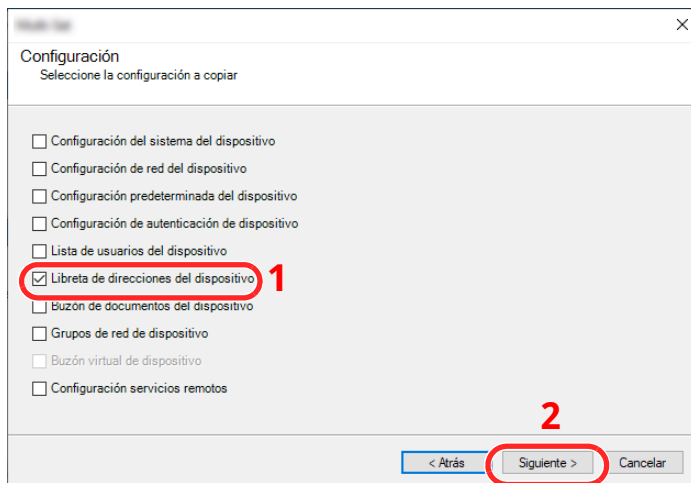 Configuración
Seleccione la configuración a copiar
Configuración del sistema del dispositivo
Configuración de red del dispositivo
Configuración predeterminada del dispositivo
Configuración de autenticación de dispositivo
Lista de usuarios del dispositivo
Libreta de direcciones del dispositivo 1
Buzón de documentos del dispositivo
Grupos de red de dispositivo
Buzón virtual de dispositivo
Configuración servicios remotos
2
< Atrás Siguiente > Cancelar